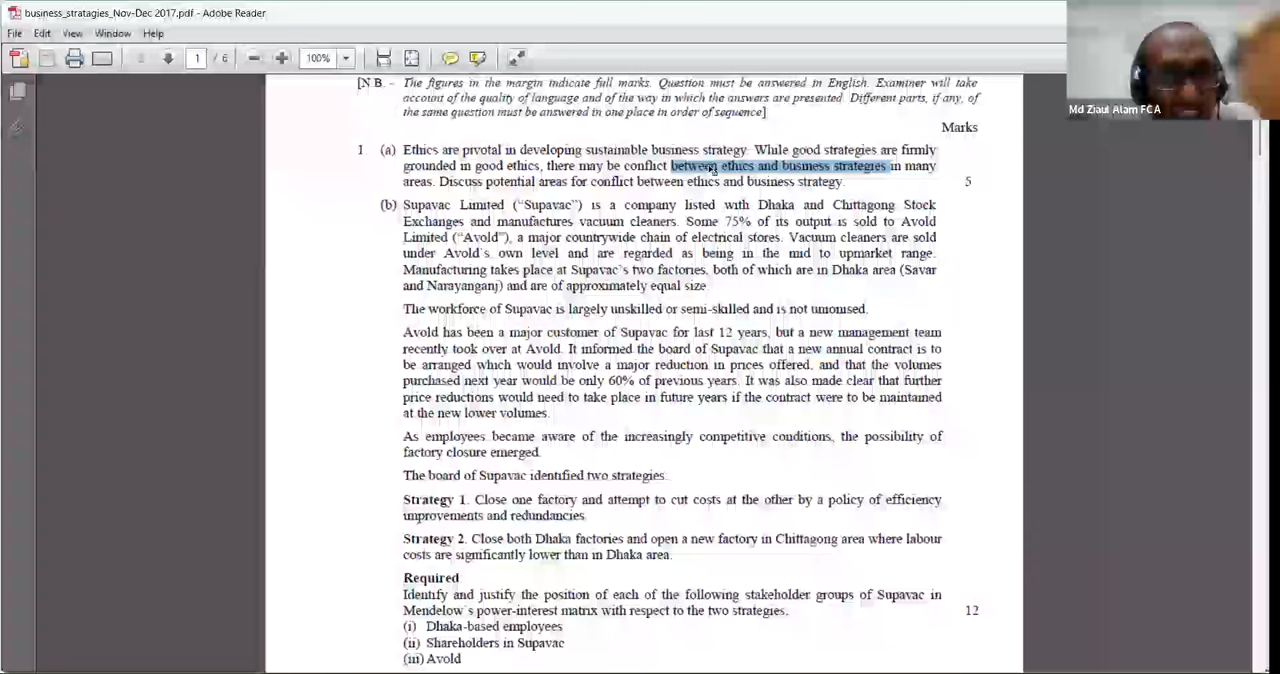 business_stratagies_Nov-Dec 2017.pdf - Adobe Reader
File Edit View Window Help
1 / 6 100%
Md Ziaul Alam FCA
[N B. - The figures in the margin indicate full marks. Question must be answered in English. Examiner will take
account of the quality of language and of the way in which the answers are presented. Different parts, if any, of
the same question must be answered in one place in order of sequence]
Marks
1 (a) Ethics are pivotal in developing sustainable business strategy. While good strategies are firmly
grounded in good ethics, there may be conflict between ethics and business strategies in many
areas. Discuss potential areas for conflict between ethics and business strategy. 5
(b) Supavac Limited ("Supavac") is a company listed with Dhaka and Chittagong Stock
Exchanges and manufactures vacuum cleaners. Some 75% of its output is sold to Avold
Limited ("Avold"), a major countrywide chain of electrical stores. Vacuum cleaners are sold
under Avold's own level and are regarded as being in the mid to upmarket range.
Manufacturing takes place at Supavac's two factories, both of which are in Dhaka area (Savar
and Narayanganj) and are of approximately equal size.
The workforce of Supavac is largely unskilled or semi-skilled and is not unionised.
Avold has been a major customer of Supavac for last 12 years, but a new management team
recently took over at Avold. It informed the board of Supavac that a new annual contract is to
be arranged which would involve a major reduction in prices offered, and that the volumes
purchased next year would be only 60% of previous years. It was also made clear that further
price reductions would need to take place in future years if the contract were to be maintained
at the new lower volumes.
As employees became aware of the increasingly competitive conditions, the possibility of
factory closure emerged.
The board of Supavac identified two strategies.
Strategy 1. Close one factory and attempt to cut costs at the other by a policy of efficiency
improvements and redundancies
Strategy 2. Close both Dhaka factories and open a new factory in Chittagong area where labour
costs are significantly lower than in Dhaka area.
Required
Identify and justify the position of each of the following stakeholder groups of Supavac in
Mendelow's power-interest matrix with respect to the two strategies. 12
(i) Dhaka-based employees
(ii) Shareholders in Supavac
(iii) Avold